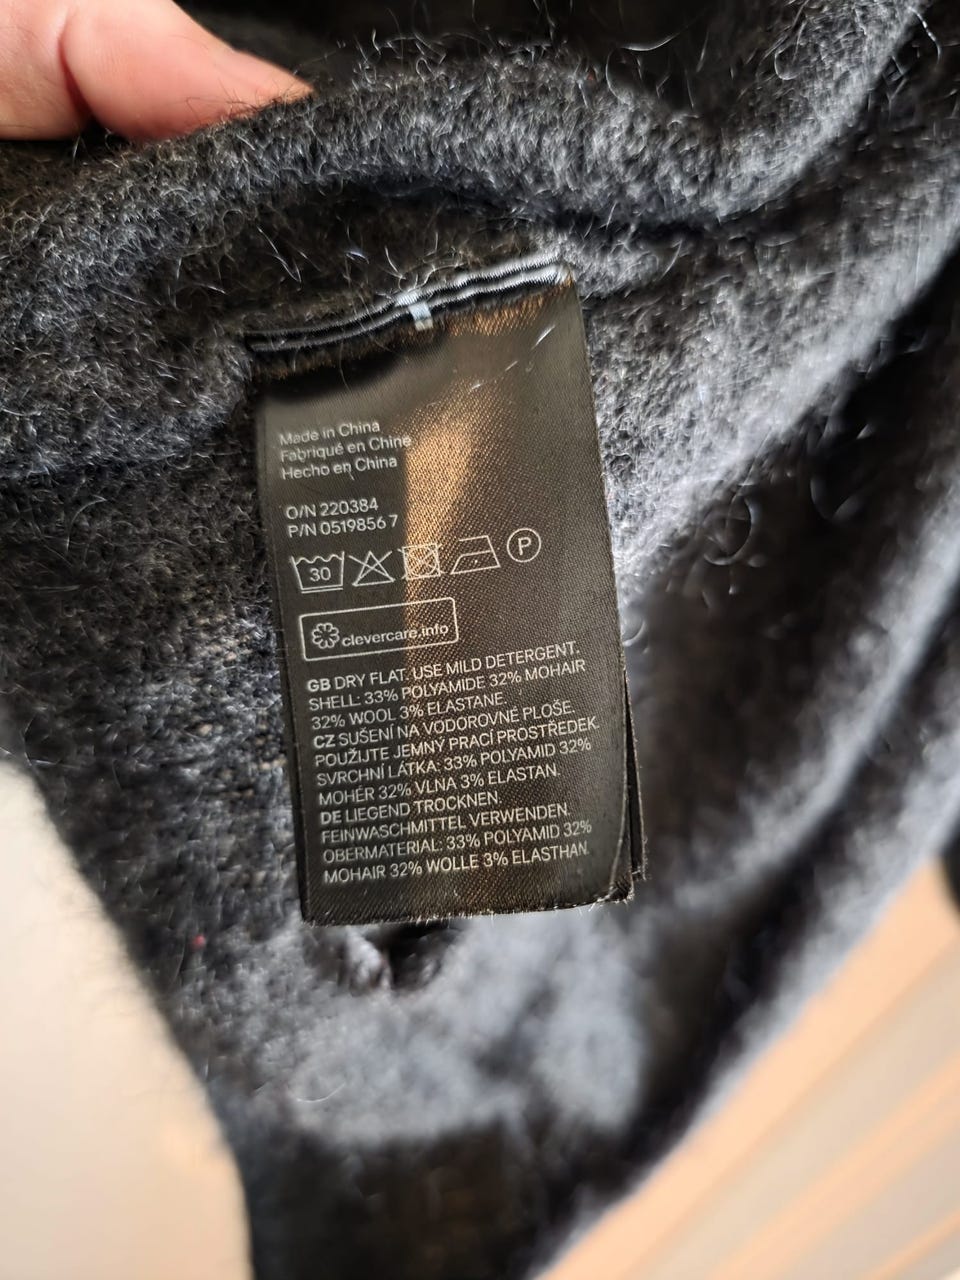 Made in China
Fabriqué en Chine
Hecho en China
O/N 220384
P/N 0519856 7
30
P
clevercare.info
GB DRY FLAT. USE MILD DETERGENT.
SHELL: 33% POLYAMIDE 32% MOHAIR
32% WOOL 3% ELASTANE
CZ SUŠENÍ NA VODOROVNÉ PLOŠE.
POUŽIJTE JEMNÝ PRACÍ PROSTŘEDEK.
SVRCHNÍ LÁTKA: 33% POLYAMID 32%
MOHÉR 32% VLNA 3% ELASTAN.
DE LIEGEND TROCKNEN.
FEINWASCHMITTEL VERWENDEN.
OBERMATERIAL: 33% POLYAMID 32%
MOHAIR 32% WOLLE 3% ELASTHAN.